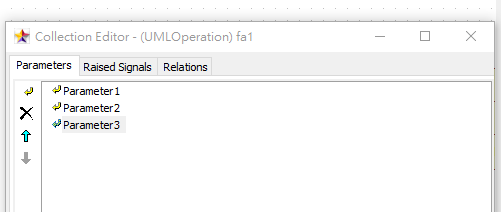 Collection Editor - (UMLOperation) fa1
Parameters Raised Signals Relations
Parameter1
Parameter2
Parameter3